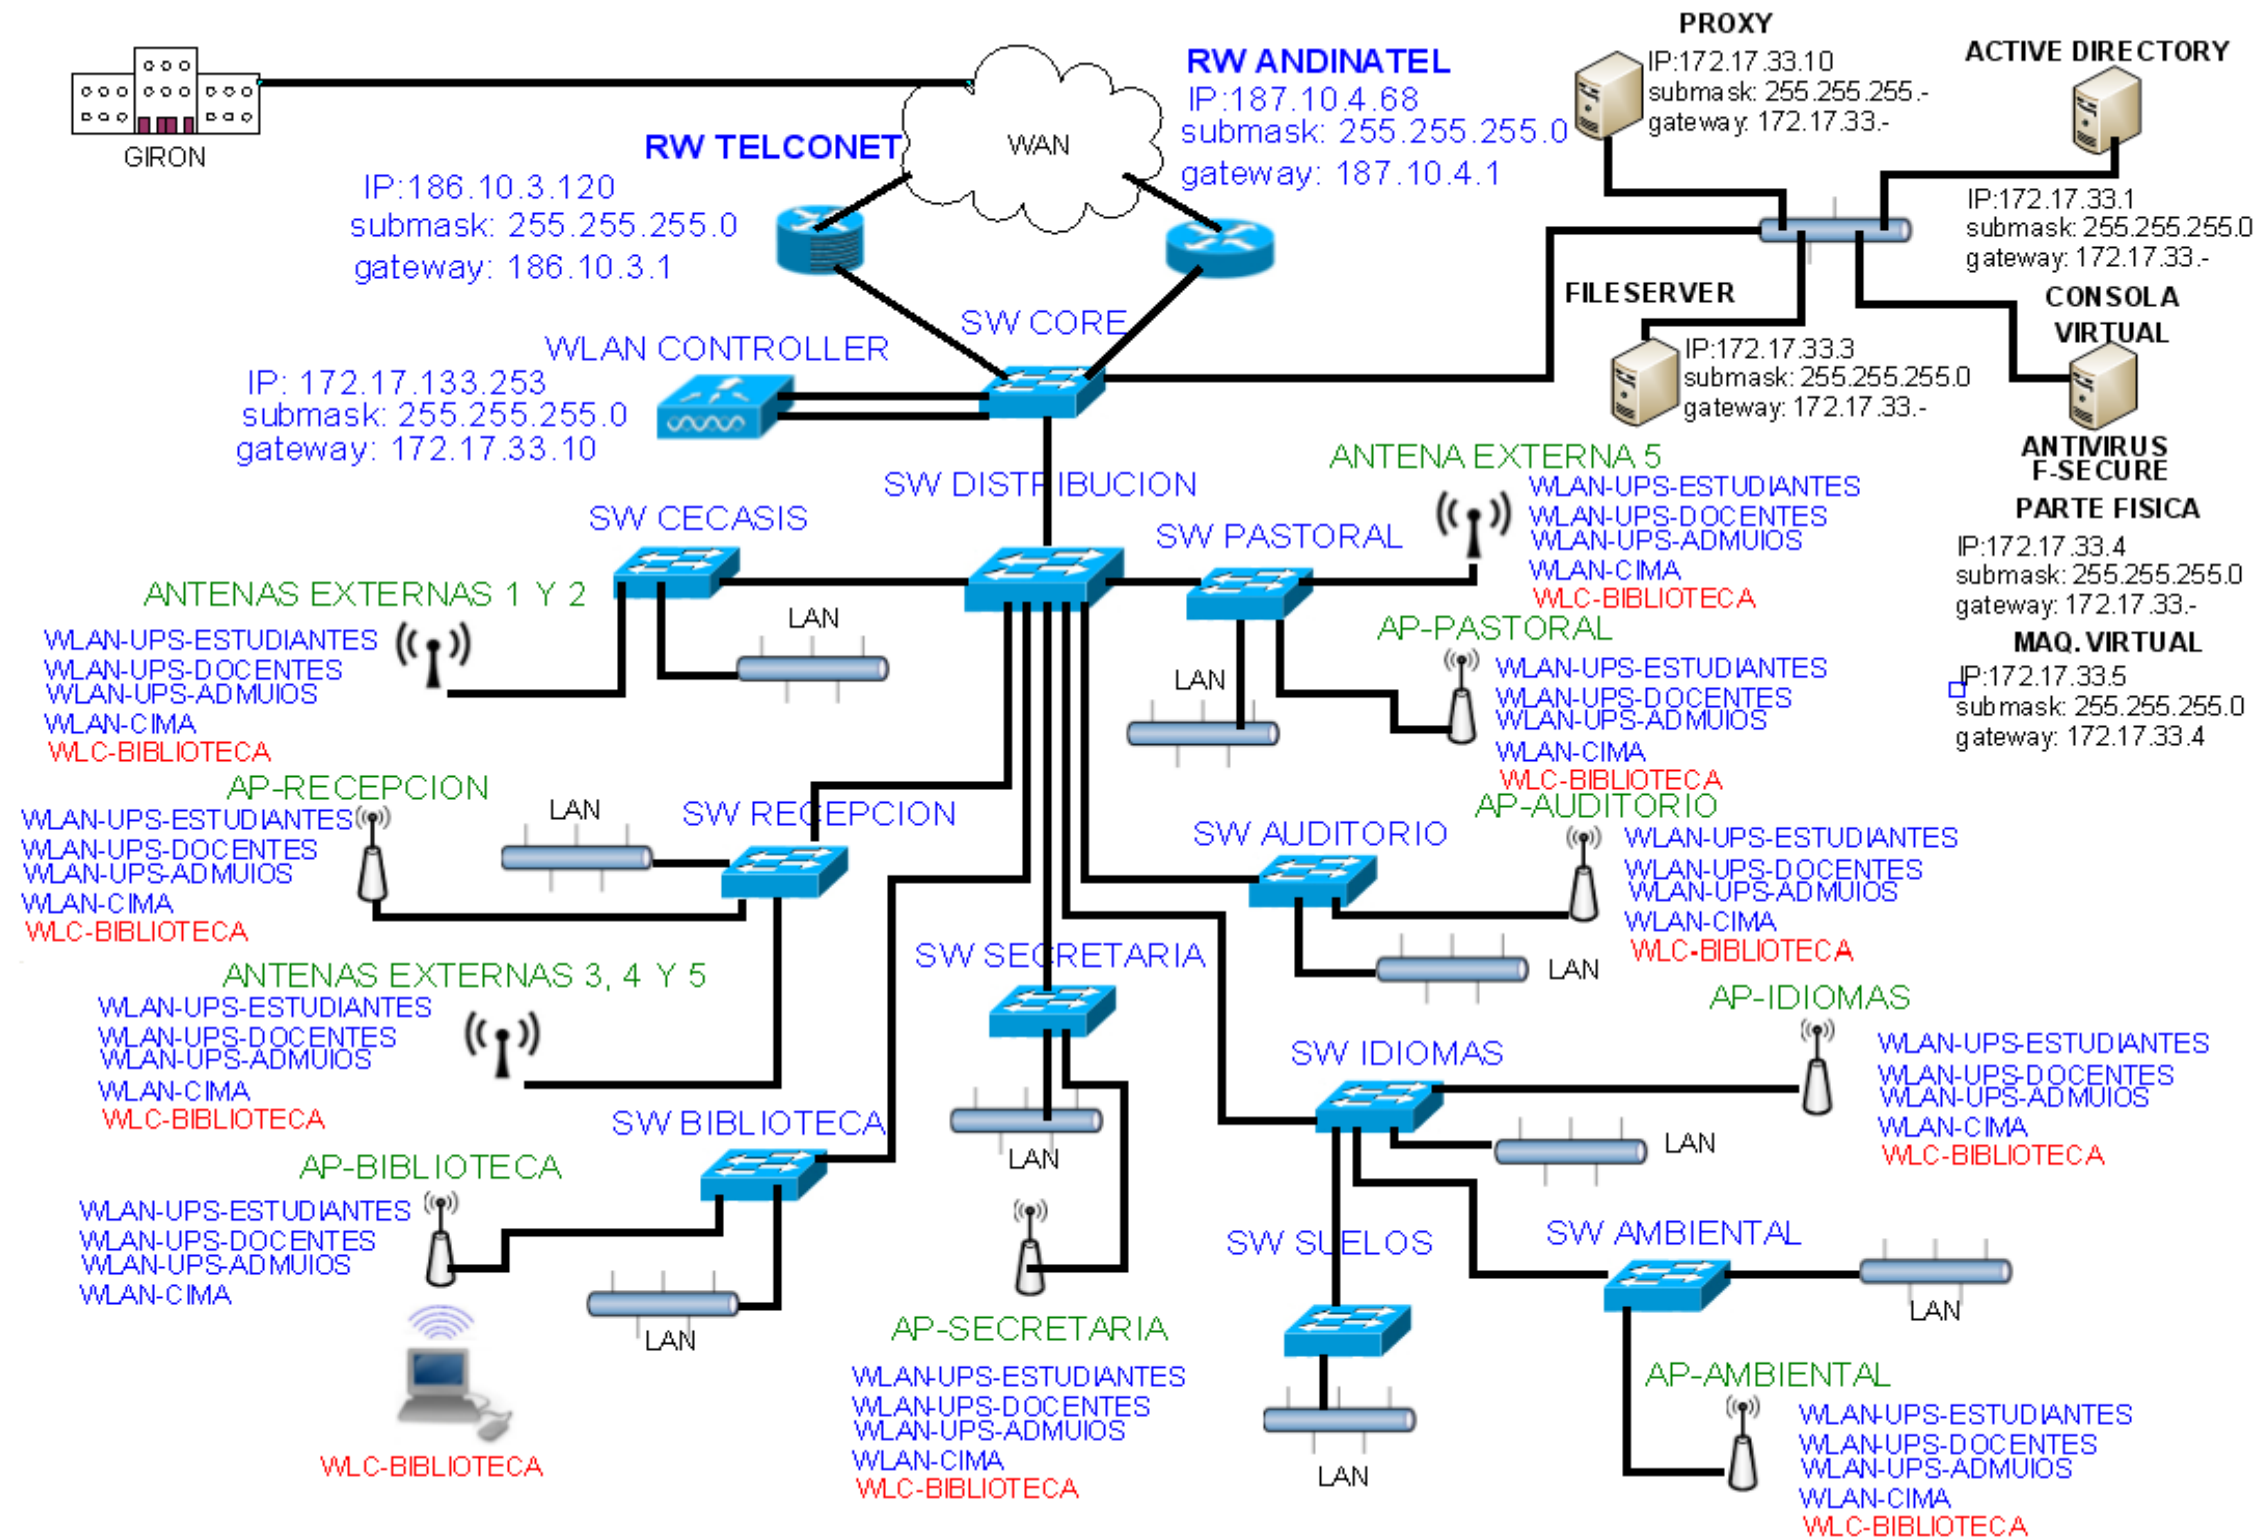 PROXY
IP:172.17.33.10
submask: 255.255.255.-
gateway: 172.17.33.-
ACTIVE DIRECTORY
IP:172.17.33.1
submask: 255.255.255.0
gateway: 172.17.33.-
GIRON
WAN
RW ANDINATEL
IP:187.10.4.68
submask: 255.255.255.0
gateway: 187.10.4.1
RW TELCONET
IP:186.10.3.120
submask: 255.255.255.0
gateway: 186.10.3.1
FILESERVER
IP:172.17.33.3
submask: 255.255.255.0
gateway: 172.17.33.-
CONSOLA
VIRTUAL
ANTIVIRUS
F-SECURE
PARTE FISICA
IP:172.17.33.4
submask: 255.255.255.0
gateway: 172.17.33.-
MAQ. VIRTUAL
IP:172.17.33.5
submask: 255.255.255.0
gateway: 172.17.33.4
SW CORE
WLAN CONTROLLER
IP: 172.17.133.253
submask: 255.255.255.0
gateway: 172.17.33.10
SW DISTRIBUCION
SW CECASIS
ANTENAS EXTERNAS 1 Y 2
WLAN-UPS-ESTUDIANTES
WLAN-UPS-DOCENTES
WLAN-UPS-ADMUIOS
WLAN-CIMA
WLC-BIBLIOTECA
LAN
SW PASTORAL
ANTENA EXTERNA 5
WLAN-UPS-ESTUDIANTES
WLAN-UPS-DOCENTES
WLAN-UPS-ADMUIOS
WLAN-CIMA
WLC-BIBLIOTECA
AP-PASTORAL
WLAN-UPS-ESTUDIANTES
WLAN-UPS-DOCENTES
WLAN-UPS-ADMUIOS
WLAN-CIMA
WLC-BIBLIOTECA
LAN
AP-RECEPCION
WLAN-UPS-ESTUDIANTES
WLAN-UPS-DOCENTES
WLAN-UPS-ADMUIOS
WLAN-CIMA
WLC-BIBLIOTECA
LAN
SW RECEPCION
SW AUDITORIO
AP-AUDITORIO
WLAN-UPS-ESTUDIANTES
WLAN-UPS-DOCENTES
WLAN-UPS-ADMUIOS
WLAN-CIMA
WLC-BIBLIOTECA
LAN
ANTENAS EXTERNAS 3, 4 Y 5
WLAN-UPS-ESTUDIANTES
WLAN-UPS-DOCENTES
WLAN-UPS-ADMUIOS
WLAN-CIMA
WLC-BIBLIOTECA
SW SECRETARIA
LAN
SW IDIOMAS
AP-IDIOMAS
WLAN-UPS-ESTUDIANTES
WLAN-UPS-DOCENTES
WLAN-UPS-ADMUIOS
WLAN-CIMA
WLC-BIBLIOTECA
LAN
SW BIBLIOTECA
AP-BIBLIOTECA
WLAN-UPS-ESTUDIANTES
WLAN-UPS-DOCENTES
WLAN-UPS-ADMUIOS
WLAN-CIMA
LAN
WLC-BIBLIOTECA
AP-SECRETARIA
WLAN-UPS-ESTUDIANTES
WLAN-UPS-DOCENTES
WLAN-UPS-ADMUIOS
WLAN-CIMA
WLC-BIBLIOTECA
SW SUELOS
LAN
SW AMBIENTAL
LAN
AP-AMBIENTAL
WLAN-UPS-ESTUDIANTES
WLAN-UPS-DOCENTES
WLAN-UPS-ADMUIOS
WLAN-CIMA
WLC-BIBLIOTECA